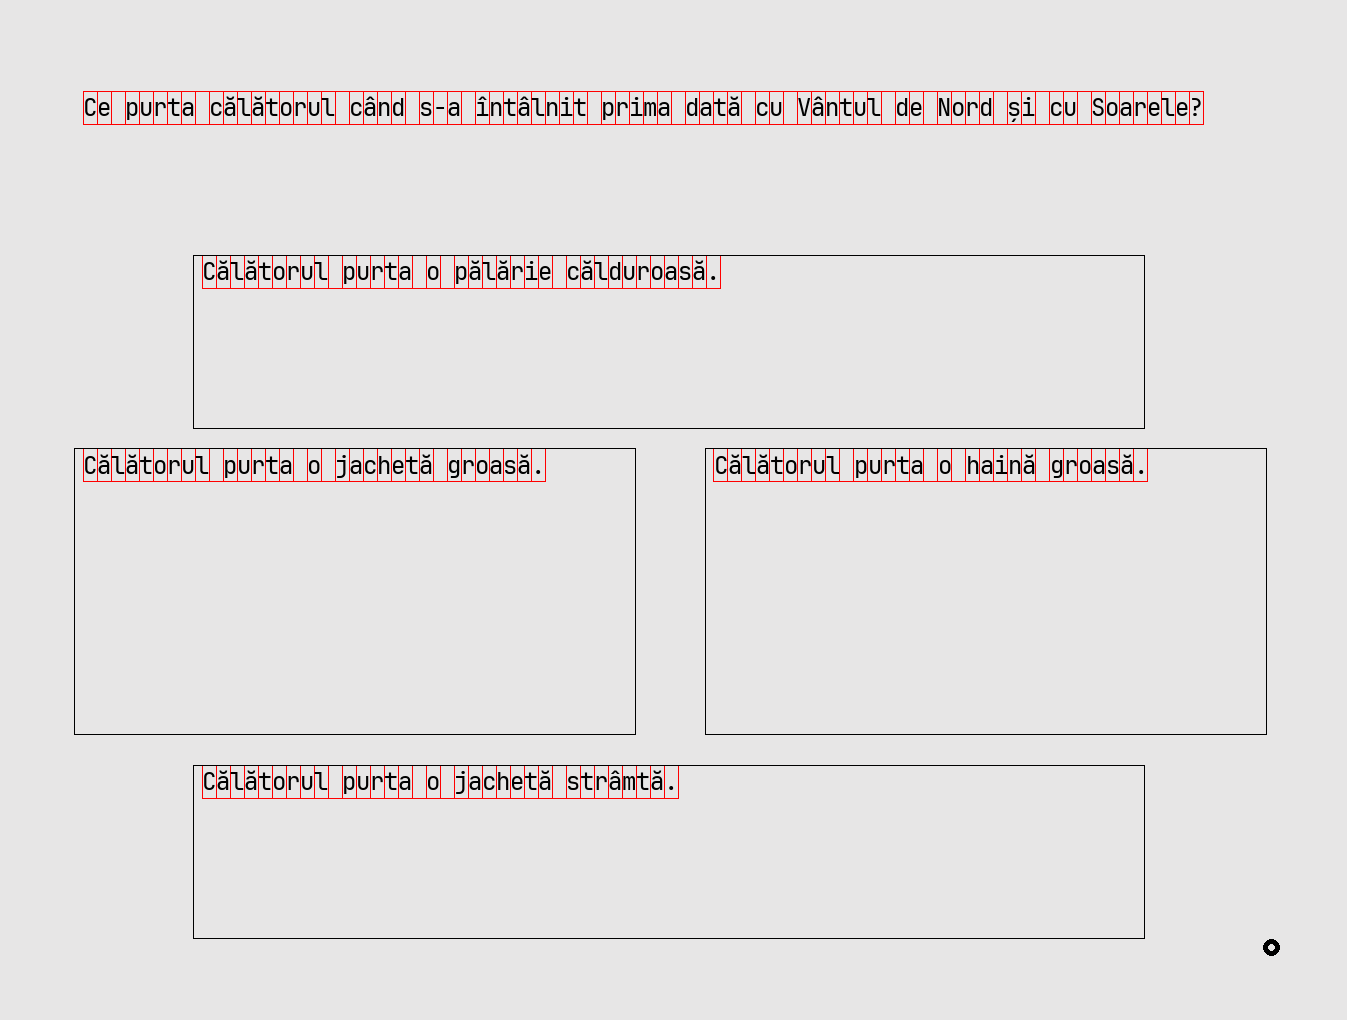 Ce purta călătorul când s-a întâlnit prima dată cu Vântul de Nord și cu Soarele?
Călătorul purta o pălărie călduroasă.
Călătorul purta o jachetă groasă.
Călătorul purta o haină groasă.
Călătorul purta o jachetă strâmtă.